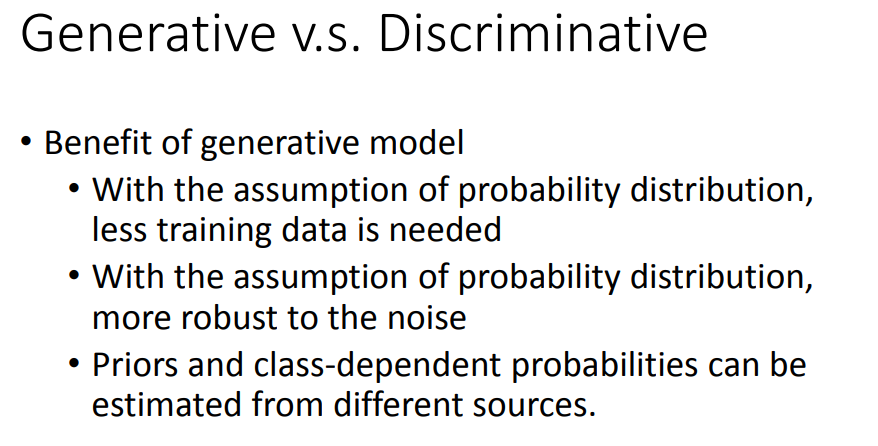 Generative v.s. Discriminative
• Benefit of generative model
• With the assumption of probability distribution,
less training data is needed
• With the assumption of probability distribution,
more robust to the noise
• Priors and class-dependent probabilities can be
estimated from different sources.